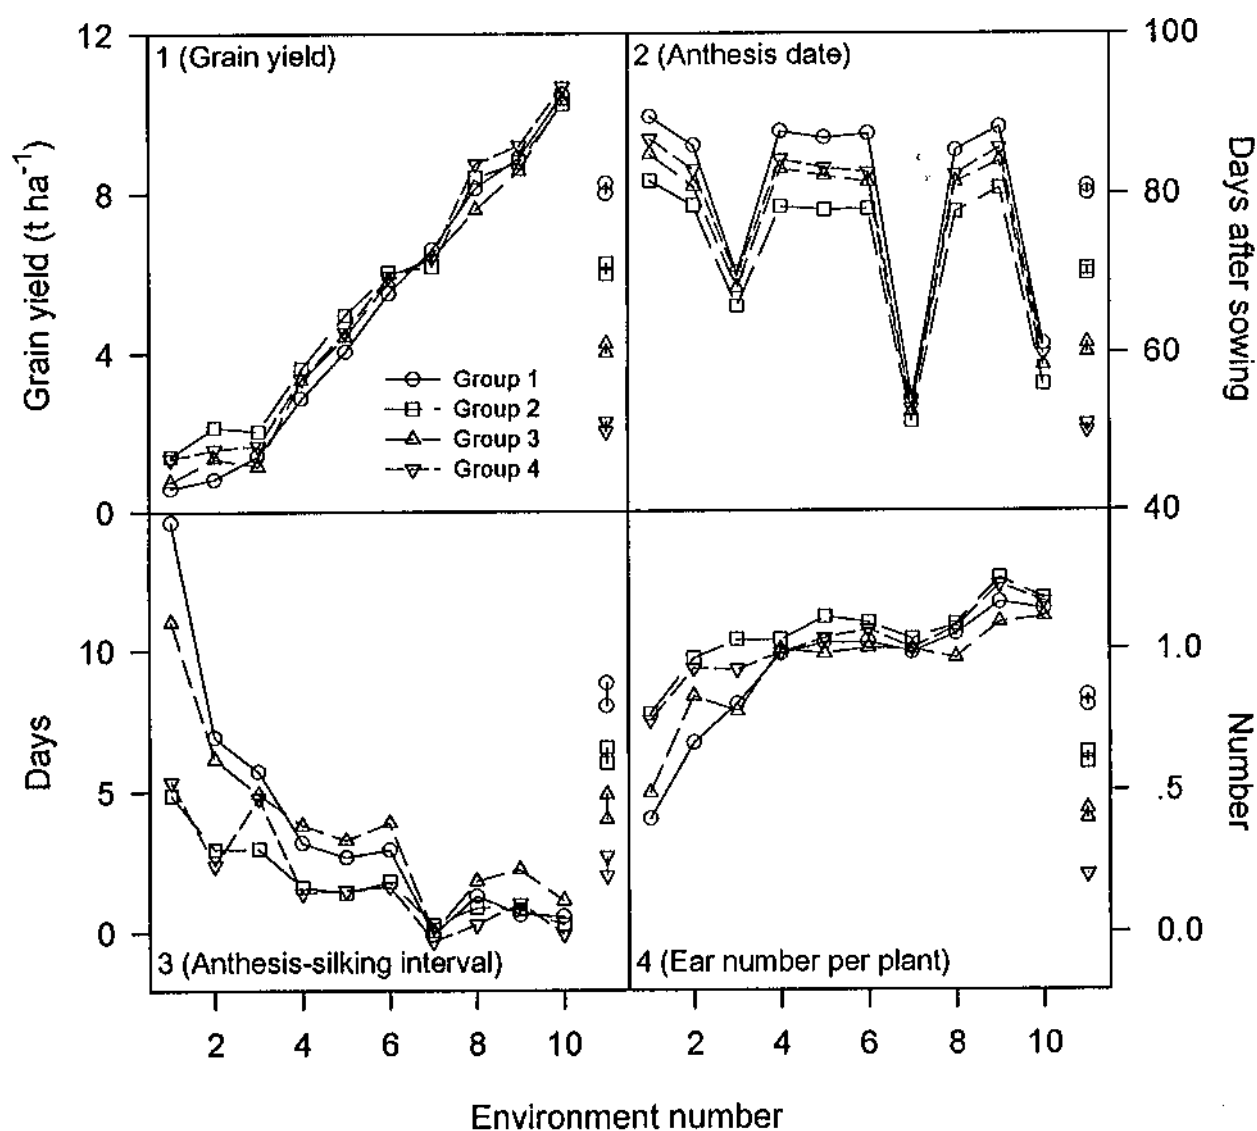 1 (Grain yield)
2 (Anthesis date)
12
8
4
0
Grain yield (t ha-1)
Group 1
Group 2
Group 3
Group 4
100
80
60
40
Days after sowing
10
5
0
Days
3 (Anthesis-silking interval)
4 (Ear number per plant)
1.0
.5
0.0
Number
2 4 6 8 10 2 4 6 8 10
Environment number